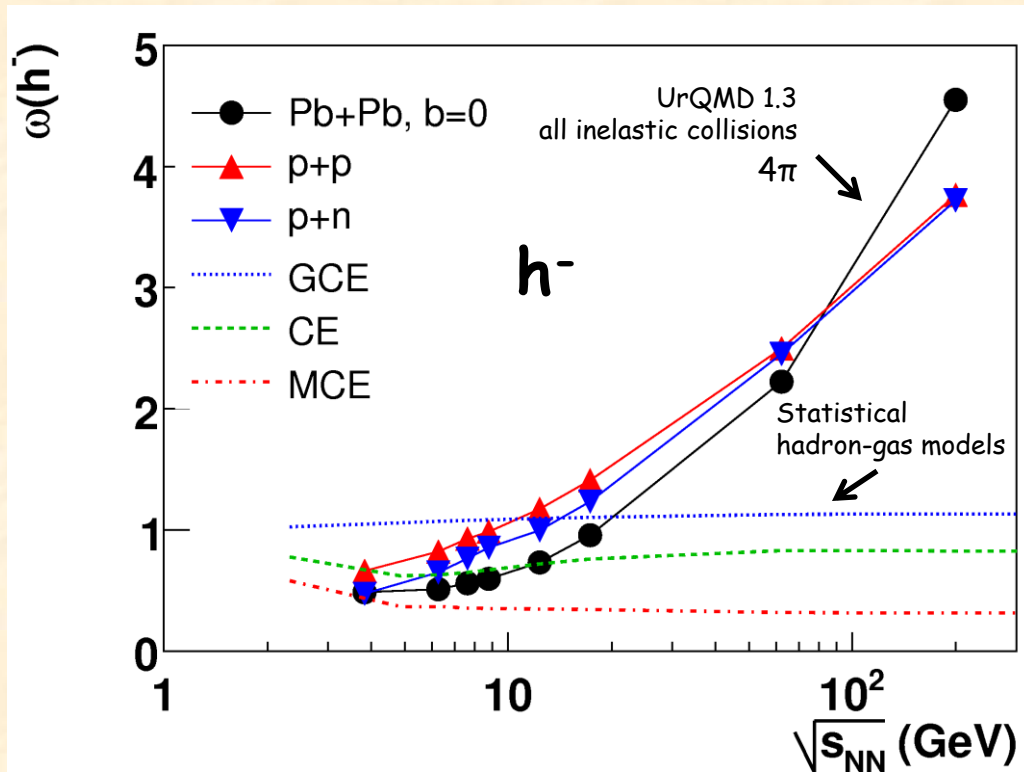 ω(h⁻)
5
4
3
2
1
0
Pb+Pb, b=0
p+p
p+n
GCE
CE
MCE
UrQMD 1.3
all inelastic collisions
4π
h⁻
Statistical
hadron-gas models
1
10
10²
√s_NN (GeV)